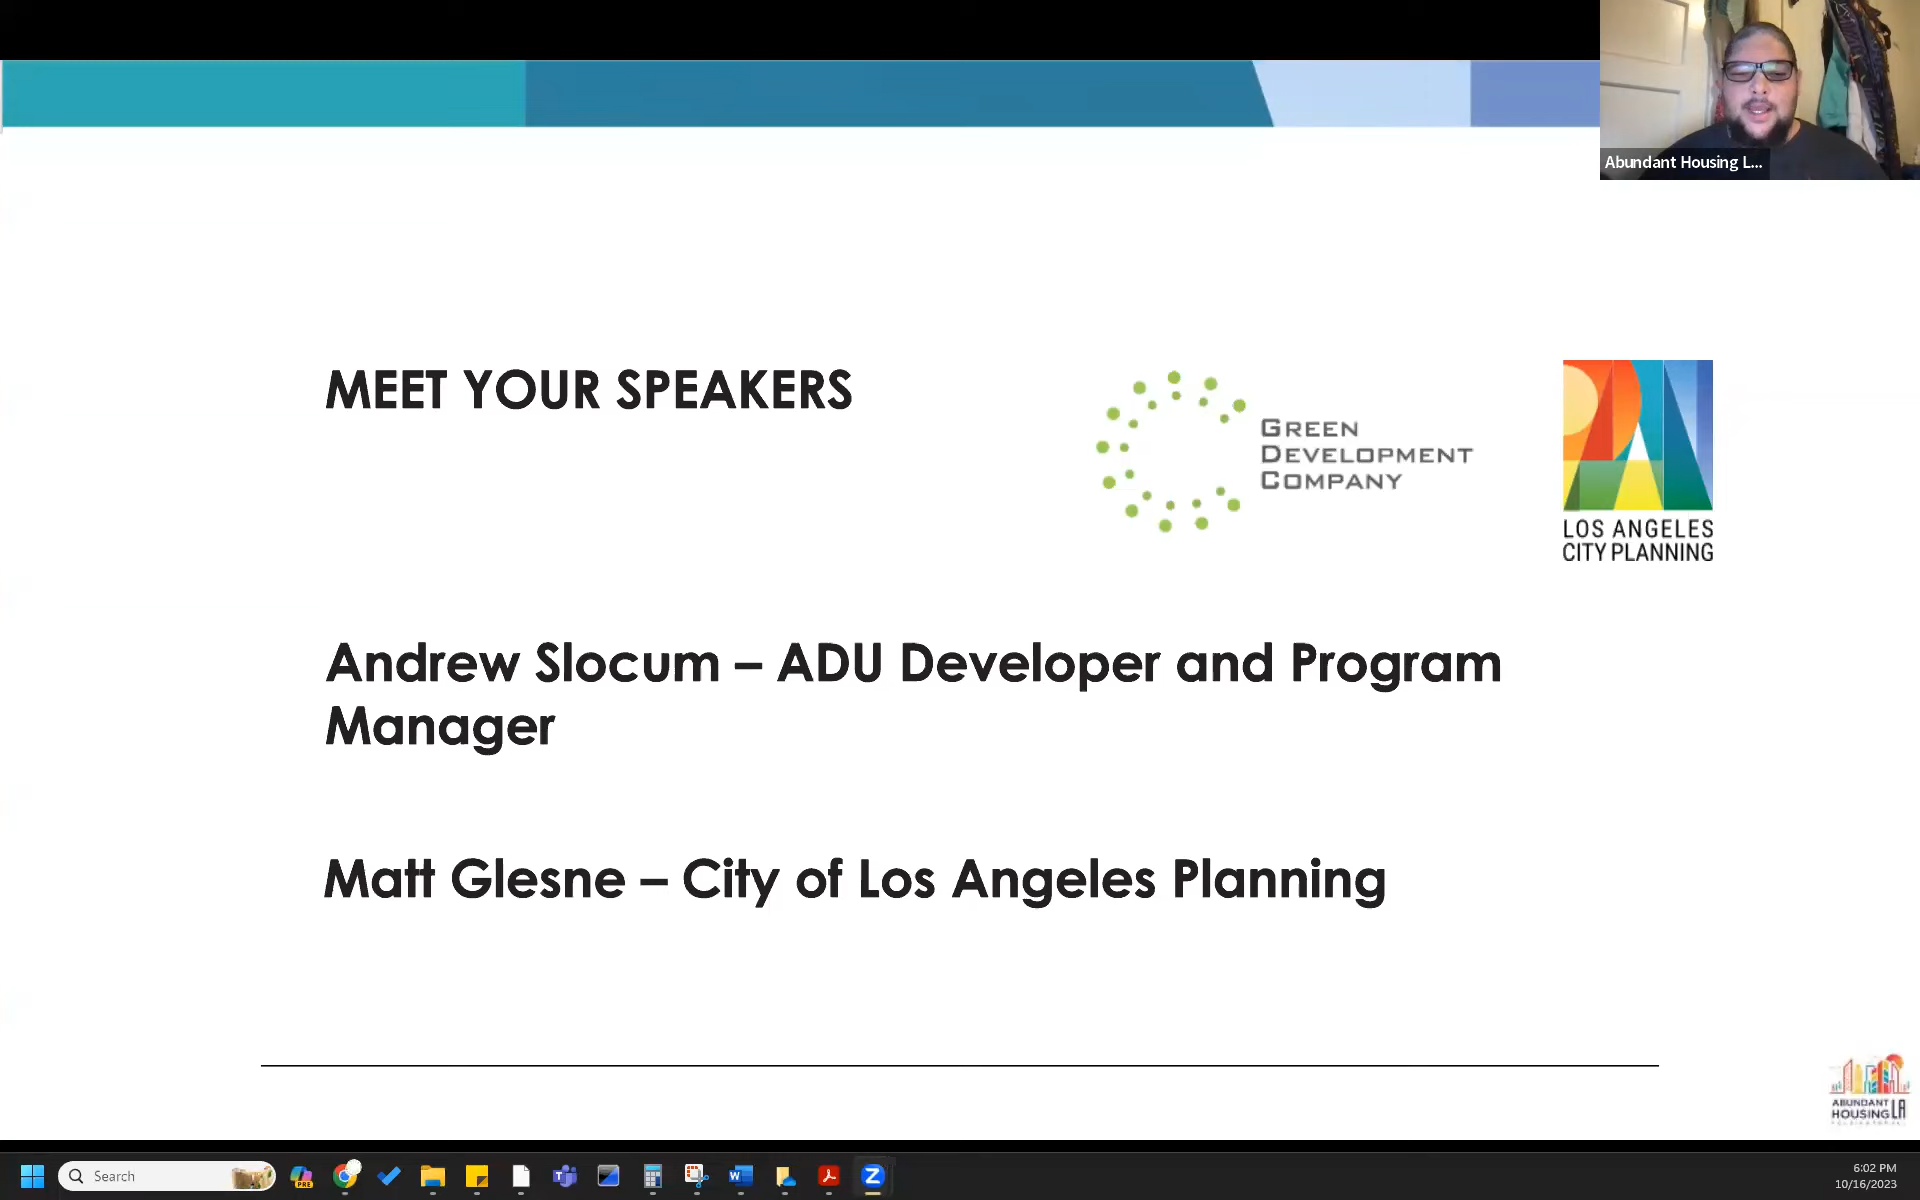 Abundant Housing L...
MEET YOUR SPEAKERS
GREEN
DEVELOPMENT
COMPANY
LOS ANGELES
CITY PLANNING
Andrew Slocum – ADU Developer and Program
Manager
Matt Glesne – City of Los Angeles Planning
ABUNDANT
HOUSING LA
Search
PRE
6:02 PM
10/16/2023